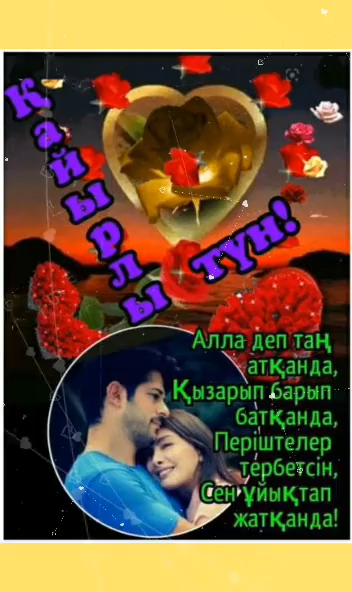 Қайырлы
түн!
Алла деп таң
атқанда,
Қызарып барып
батқанда,
Періштелер
тербетсін,
Сен ұйықтап
жатқанда!